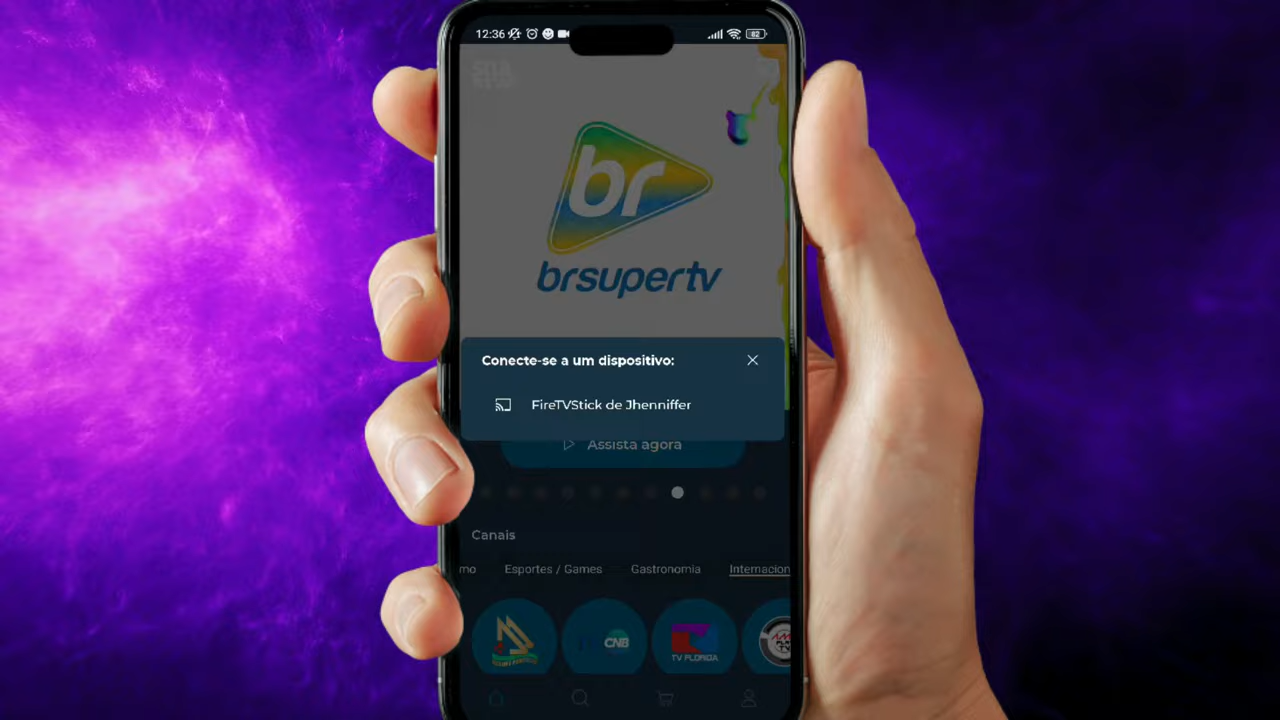 12:36
82
br
brsupertv
Conecte-se a um dispositivo:
FireTVStick de Jhenniffer
Assista agora
Canais
mo Esportes / Games Gastronomia Internacion
CNB
TV FLORIDA